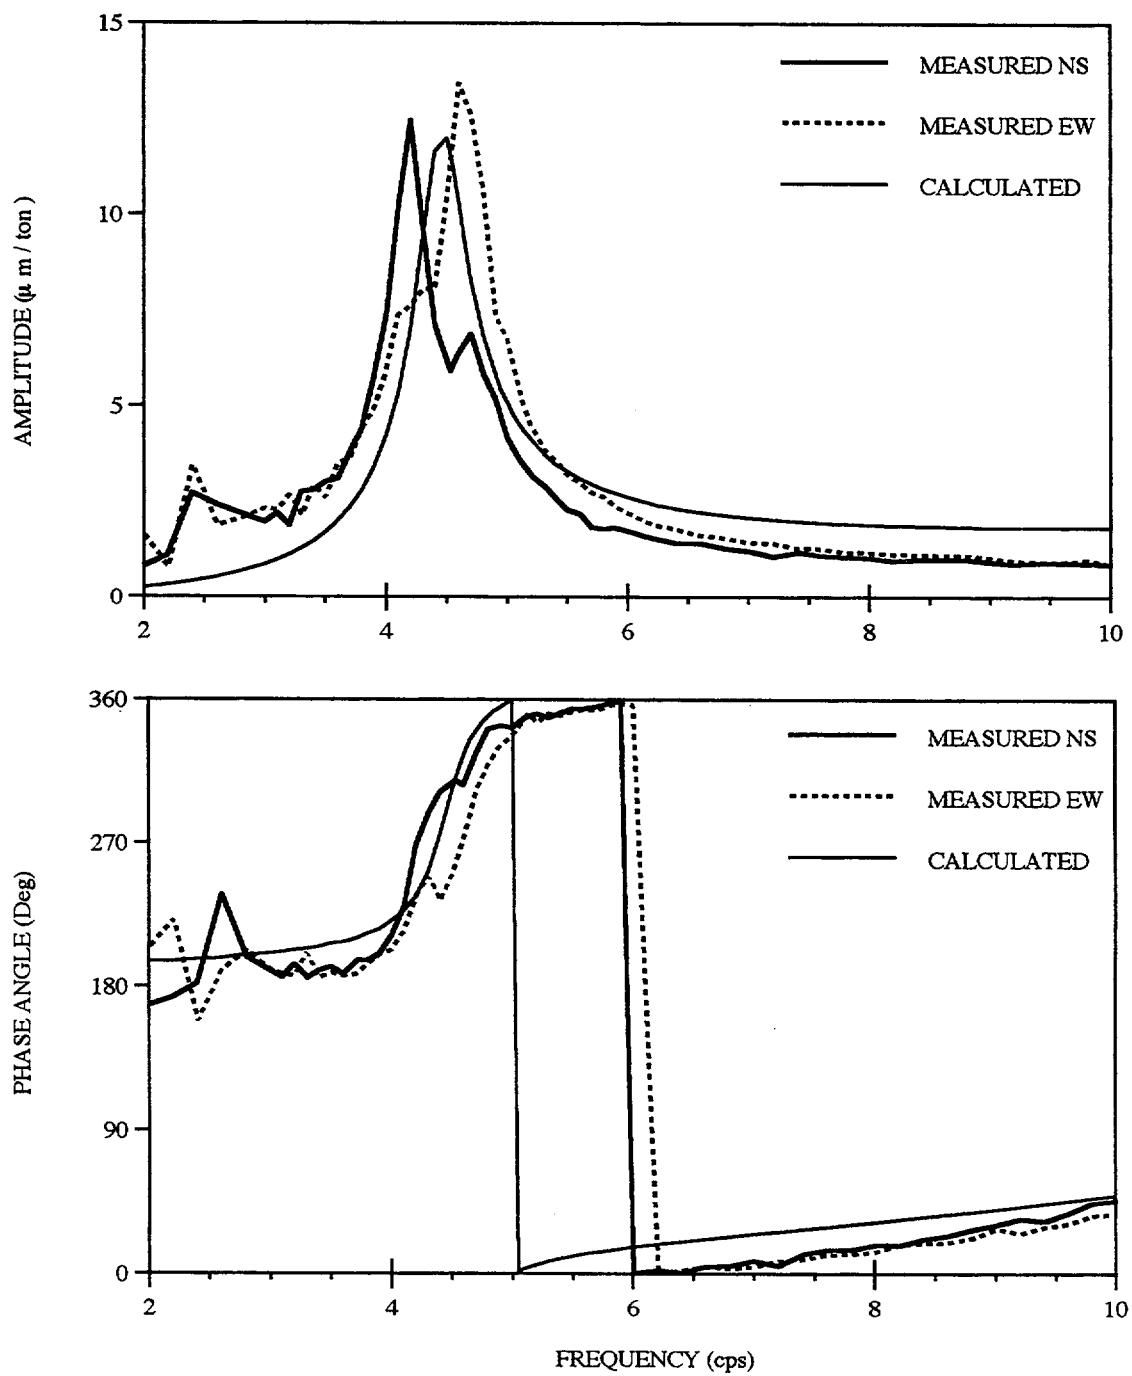 15
MEASURED NS
MEASURED EW
CALCULATED
10
5
0
AMPLITUDE (μ m / ton)
2
4
6
8
10
360
MEASURED NS
MEASURED EW
CALCULATED
270
180
90
0
PHASE ANGLE (Deg)
2
4
6
8
10
FREQUENCY (cps)